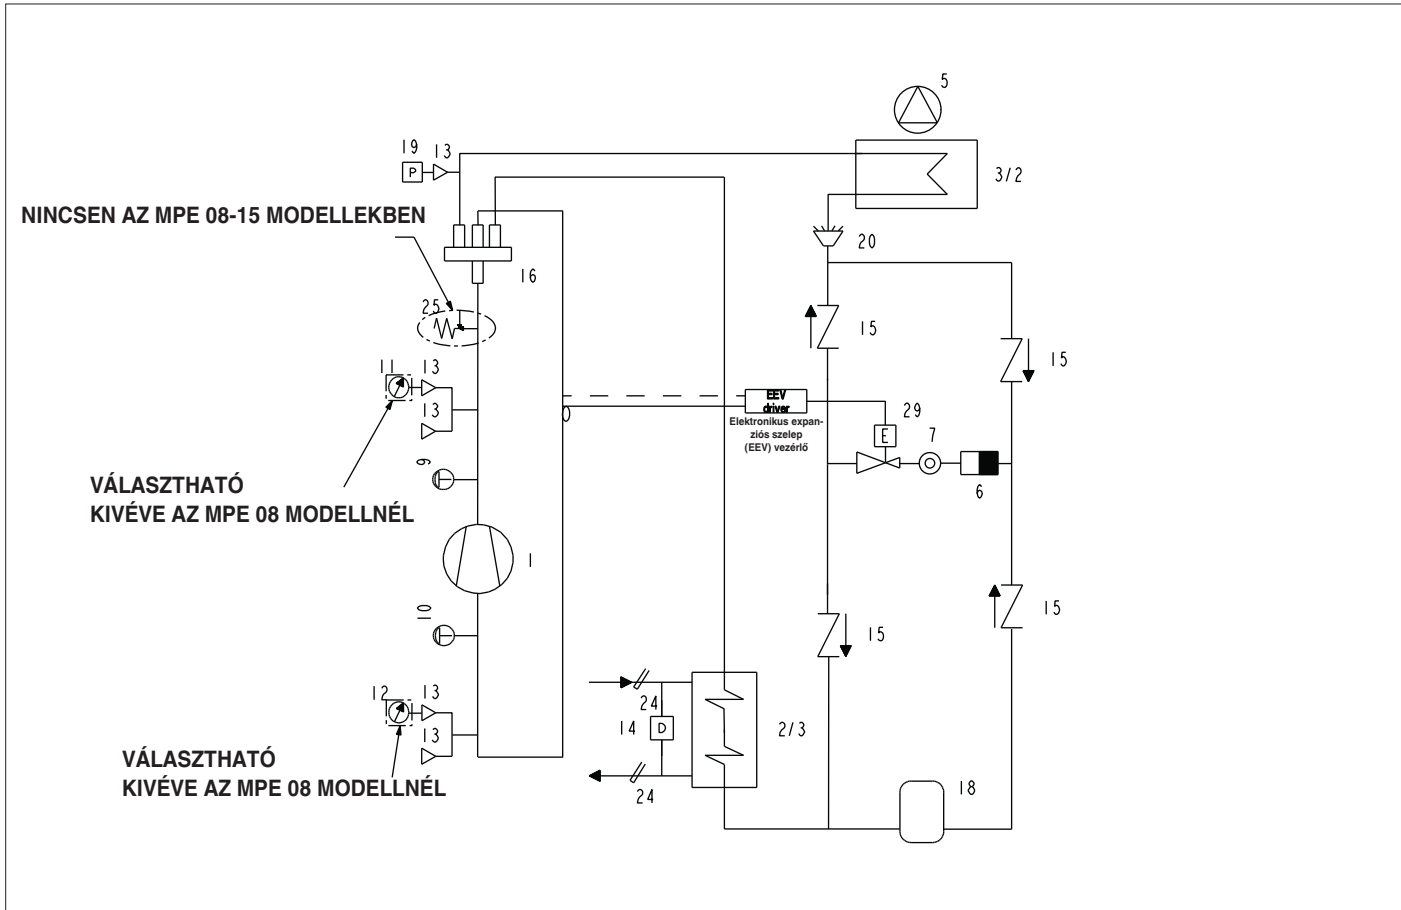 5
19
13
P
3/2
NINCSEN AZ MPE 08-15 MODELLEKBEN
20
16
25
15
15
11
13
13
EEV
driver
Elektronikus expan-
ziós szelep
(EEV) vezérlő
29
E
7
6
9
VÁLASZTHATÓ
KIVÉVE AZ MPE 08 MODELLNÉL
1
10
15
15
12
13
13
24
14
D
2/3
24
18
VÁLASZTHATÓ
KIVÉVE AZ MPE 08 MODELLNÉL